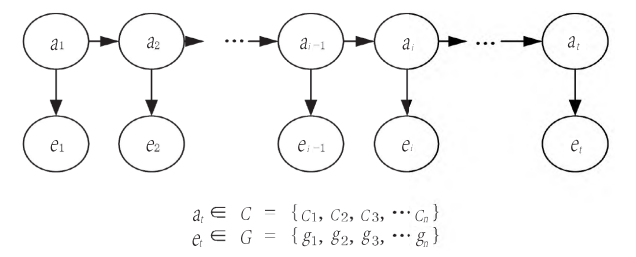 a1 a2 ··· ai−1 ai ··· at
e1 e2 ei−1 ei et
at ∈ C = {C1, C2, C3, ··· Cn}
et ∈ G = {g1, g2, g3, ··· gn}